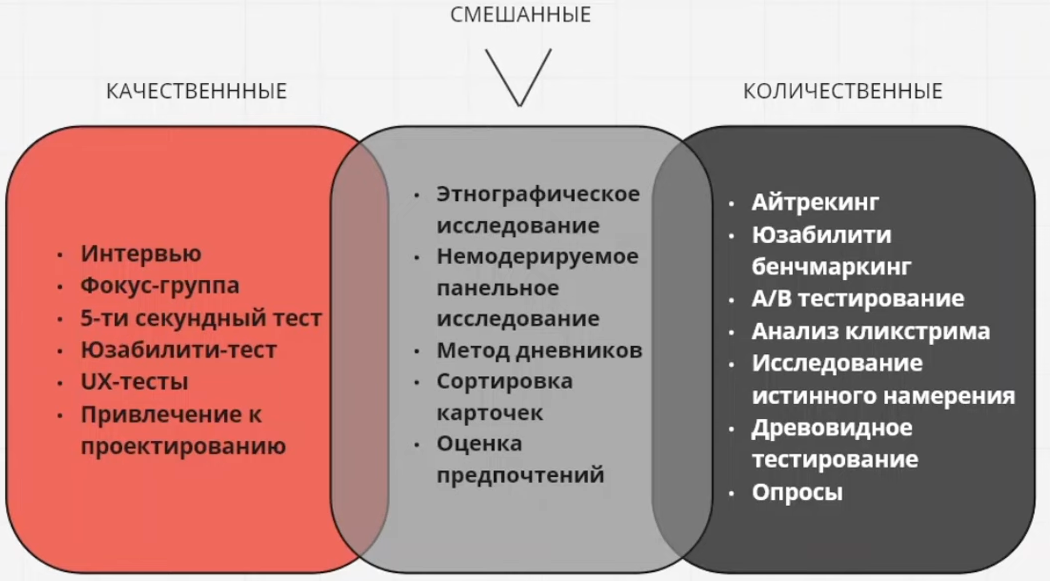 СМЕШАННЫЕ
КАЧЕСТВЕНННЫЕ
КОЛИЧЕСТВЕННЫЕ
• Интервью
• Фокус-группа
• 5-ти секундный тест
• Юзабилити-тест
• UX-тесты
• Привлечение к
проектированию
• Этнографическое
исследование
• Немодерируемое
панельное
исследование
• Метод дневников
• Сортировка
карточек
• Оценка
предпочтений
• Айтрекинг
• Юзабилити
бенчмаркинг
• A/B тестирование
• Анализ кликстрима
• Исследование
истинного намерения
• Древовидное
тестирование
• Опросы